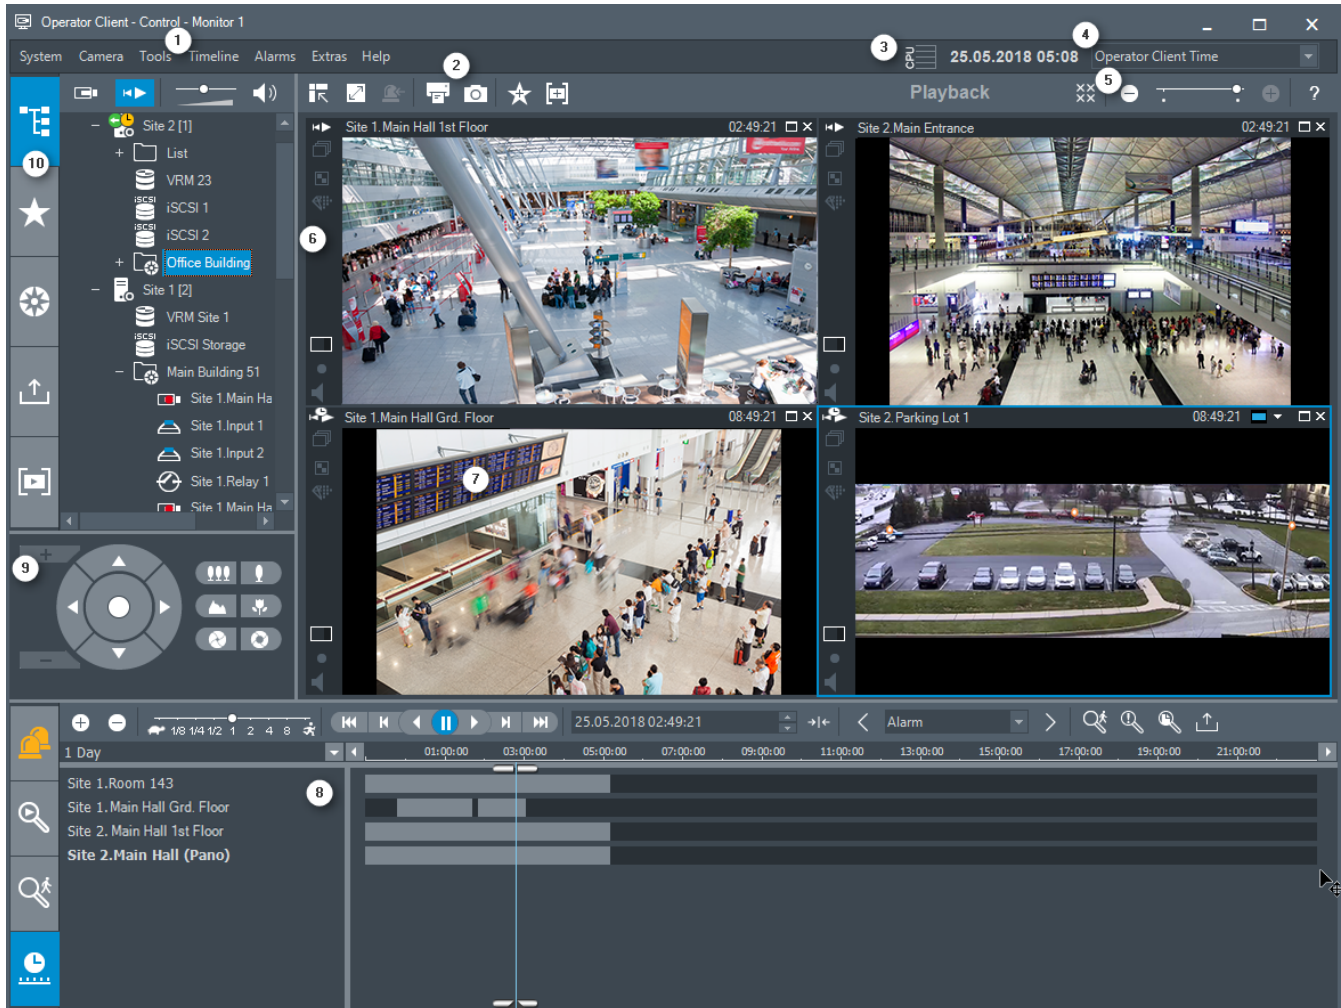 Operator Client - Control - Monitor 1
1
System Camera Tools Timeline Alarms Extras Help
2
3
CPU
25.05.2018 05:08
4
Operator Client Time
Playback
5
?
10
Site 2 [1]
List
VRM 23
iSCSI iSCSI 1
iSCSI iSCSI 2
Office Building
Site 1 [2]
VRM Site 1
iSCSI iSCSI Storage
Main Building 51
Site 1.Main Ha
Site 1.Input 1
Site 1.Input 2
Site 1.Relay 1
Site 1.Main Ha
Site 1.Main Hall 1st Floor 02:49:21
6
Site 2.Main Entrance 02:49:21
Site 1.Main Hall Grd. Floor 08:49:21
7
Site 2.Parking Lot 1 08:49:21
9
1/8 1/4 1/2 1 2 4 8
25.05.2018 02:49:21
Alarm
1 Day
01:00:00 03:00:00 05:00:00 07:00:00 09:00:00 11:00:00 13:00:00 15:00:00 17:00:00 19:00:00 21:00:00
Site 1.Room 143
8
Site 1.Main Hall Grd. Floor
Site 2. Main Hall 1st Floor
Site 2.Main Hall (Pano)